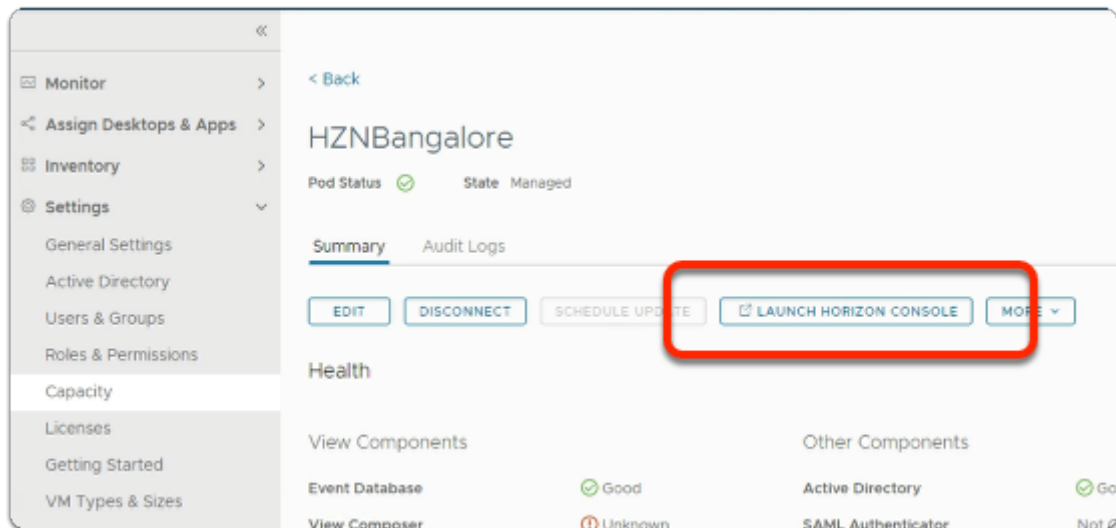 Monitor
Assign Desktops & Apps
Inventory
Settings
General Settings
Active Directory
Users & Groups
Roles & Permissions
Capacity
Licenses
Getting Started
VM Types & Sizes
< Back
HZNBangalore
Pod Status State Managed
Summary Audit Logs
EDIT DISCONNECT SCHEDULE UPDATE LAUNCH HORIZON CONSOLE MORE
Health
View Components Other Components
Event Database Good Active Directory
View Composer Unknown SAML Authenticator Not